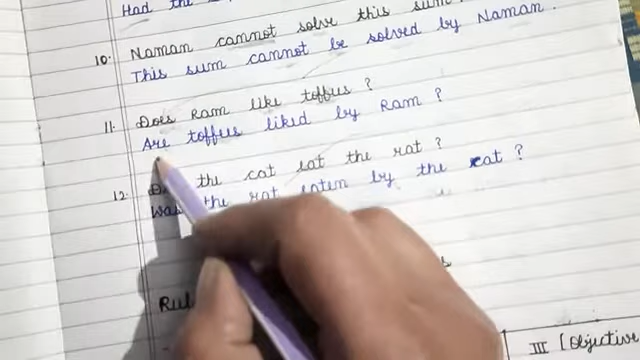 Had the
10. Naman cannot solve this sum.
This sum cannot be solved by Naman.
11. Does Ram like toffees ?
Are toffees liked by Ram ?
12. the cat eat the rat ?
Was the rat eaten by the cat ?
III [Objective